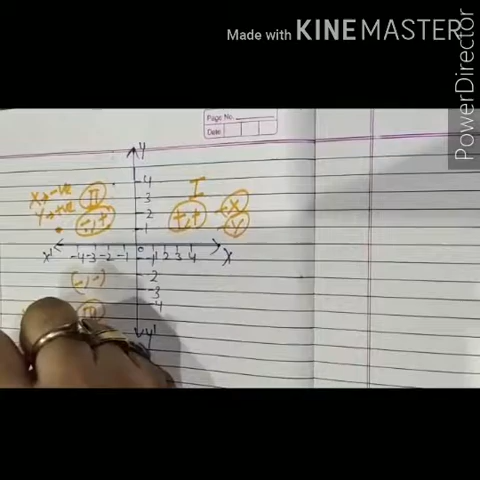 Made with KINEMASTER
PowerDirector
Page No.
Date
Y
4
I
X → -ve II
3
+X
Y → +ve
-, +
2
+, +
+Y
1
X' -4 -3 -2 -1 0 1 2 3 4 X
-1
(-, -)
2
-3
III
4
Y'